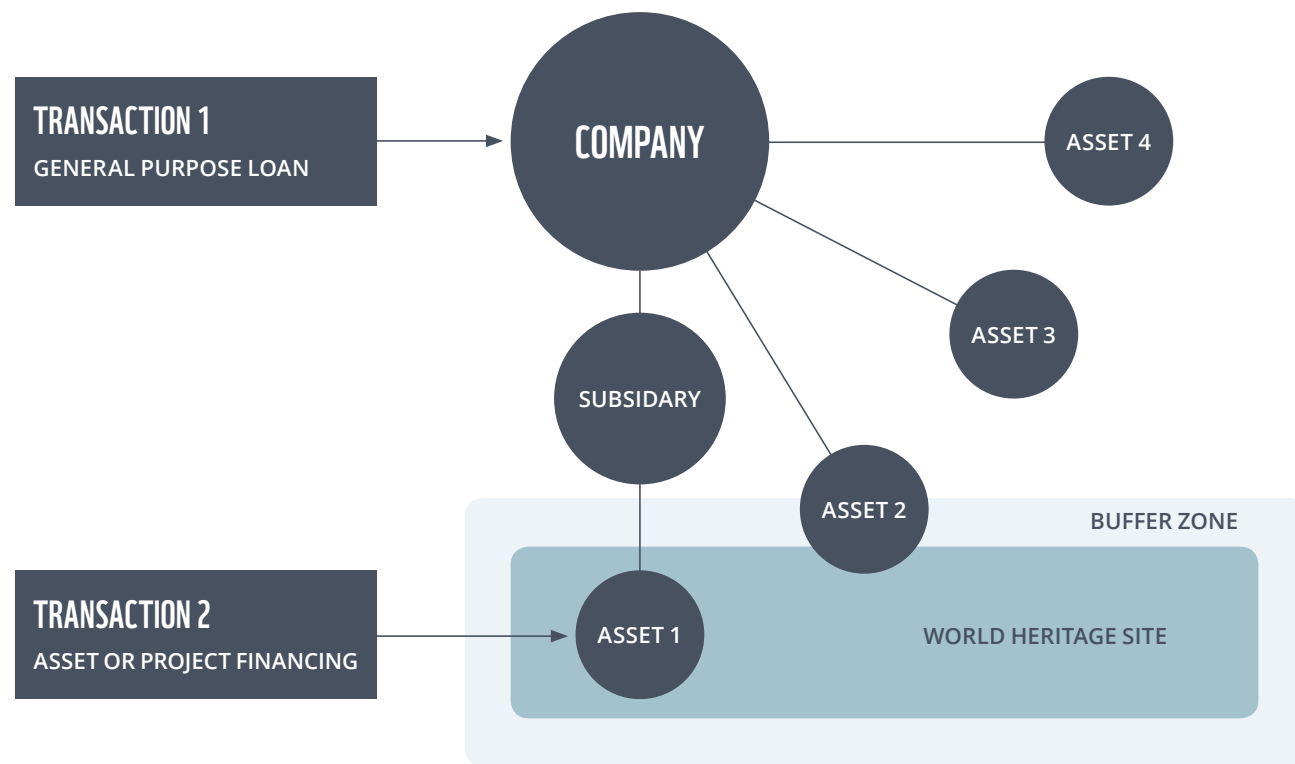 TRANSACTION 1
GENERAL PURPOSE LOAN
COMPANY
ASSET 4
ASSET 3
SUBSIDARY
ASSET 2
BUFFER ZONE
TRANSACTION 2
ASSET OR PROJECT FINANCING
ASSET 1
WORLD HERITAGE SITE